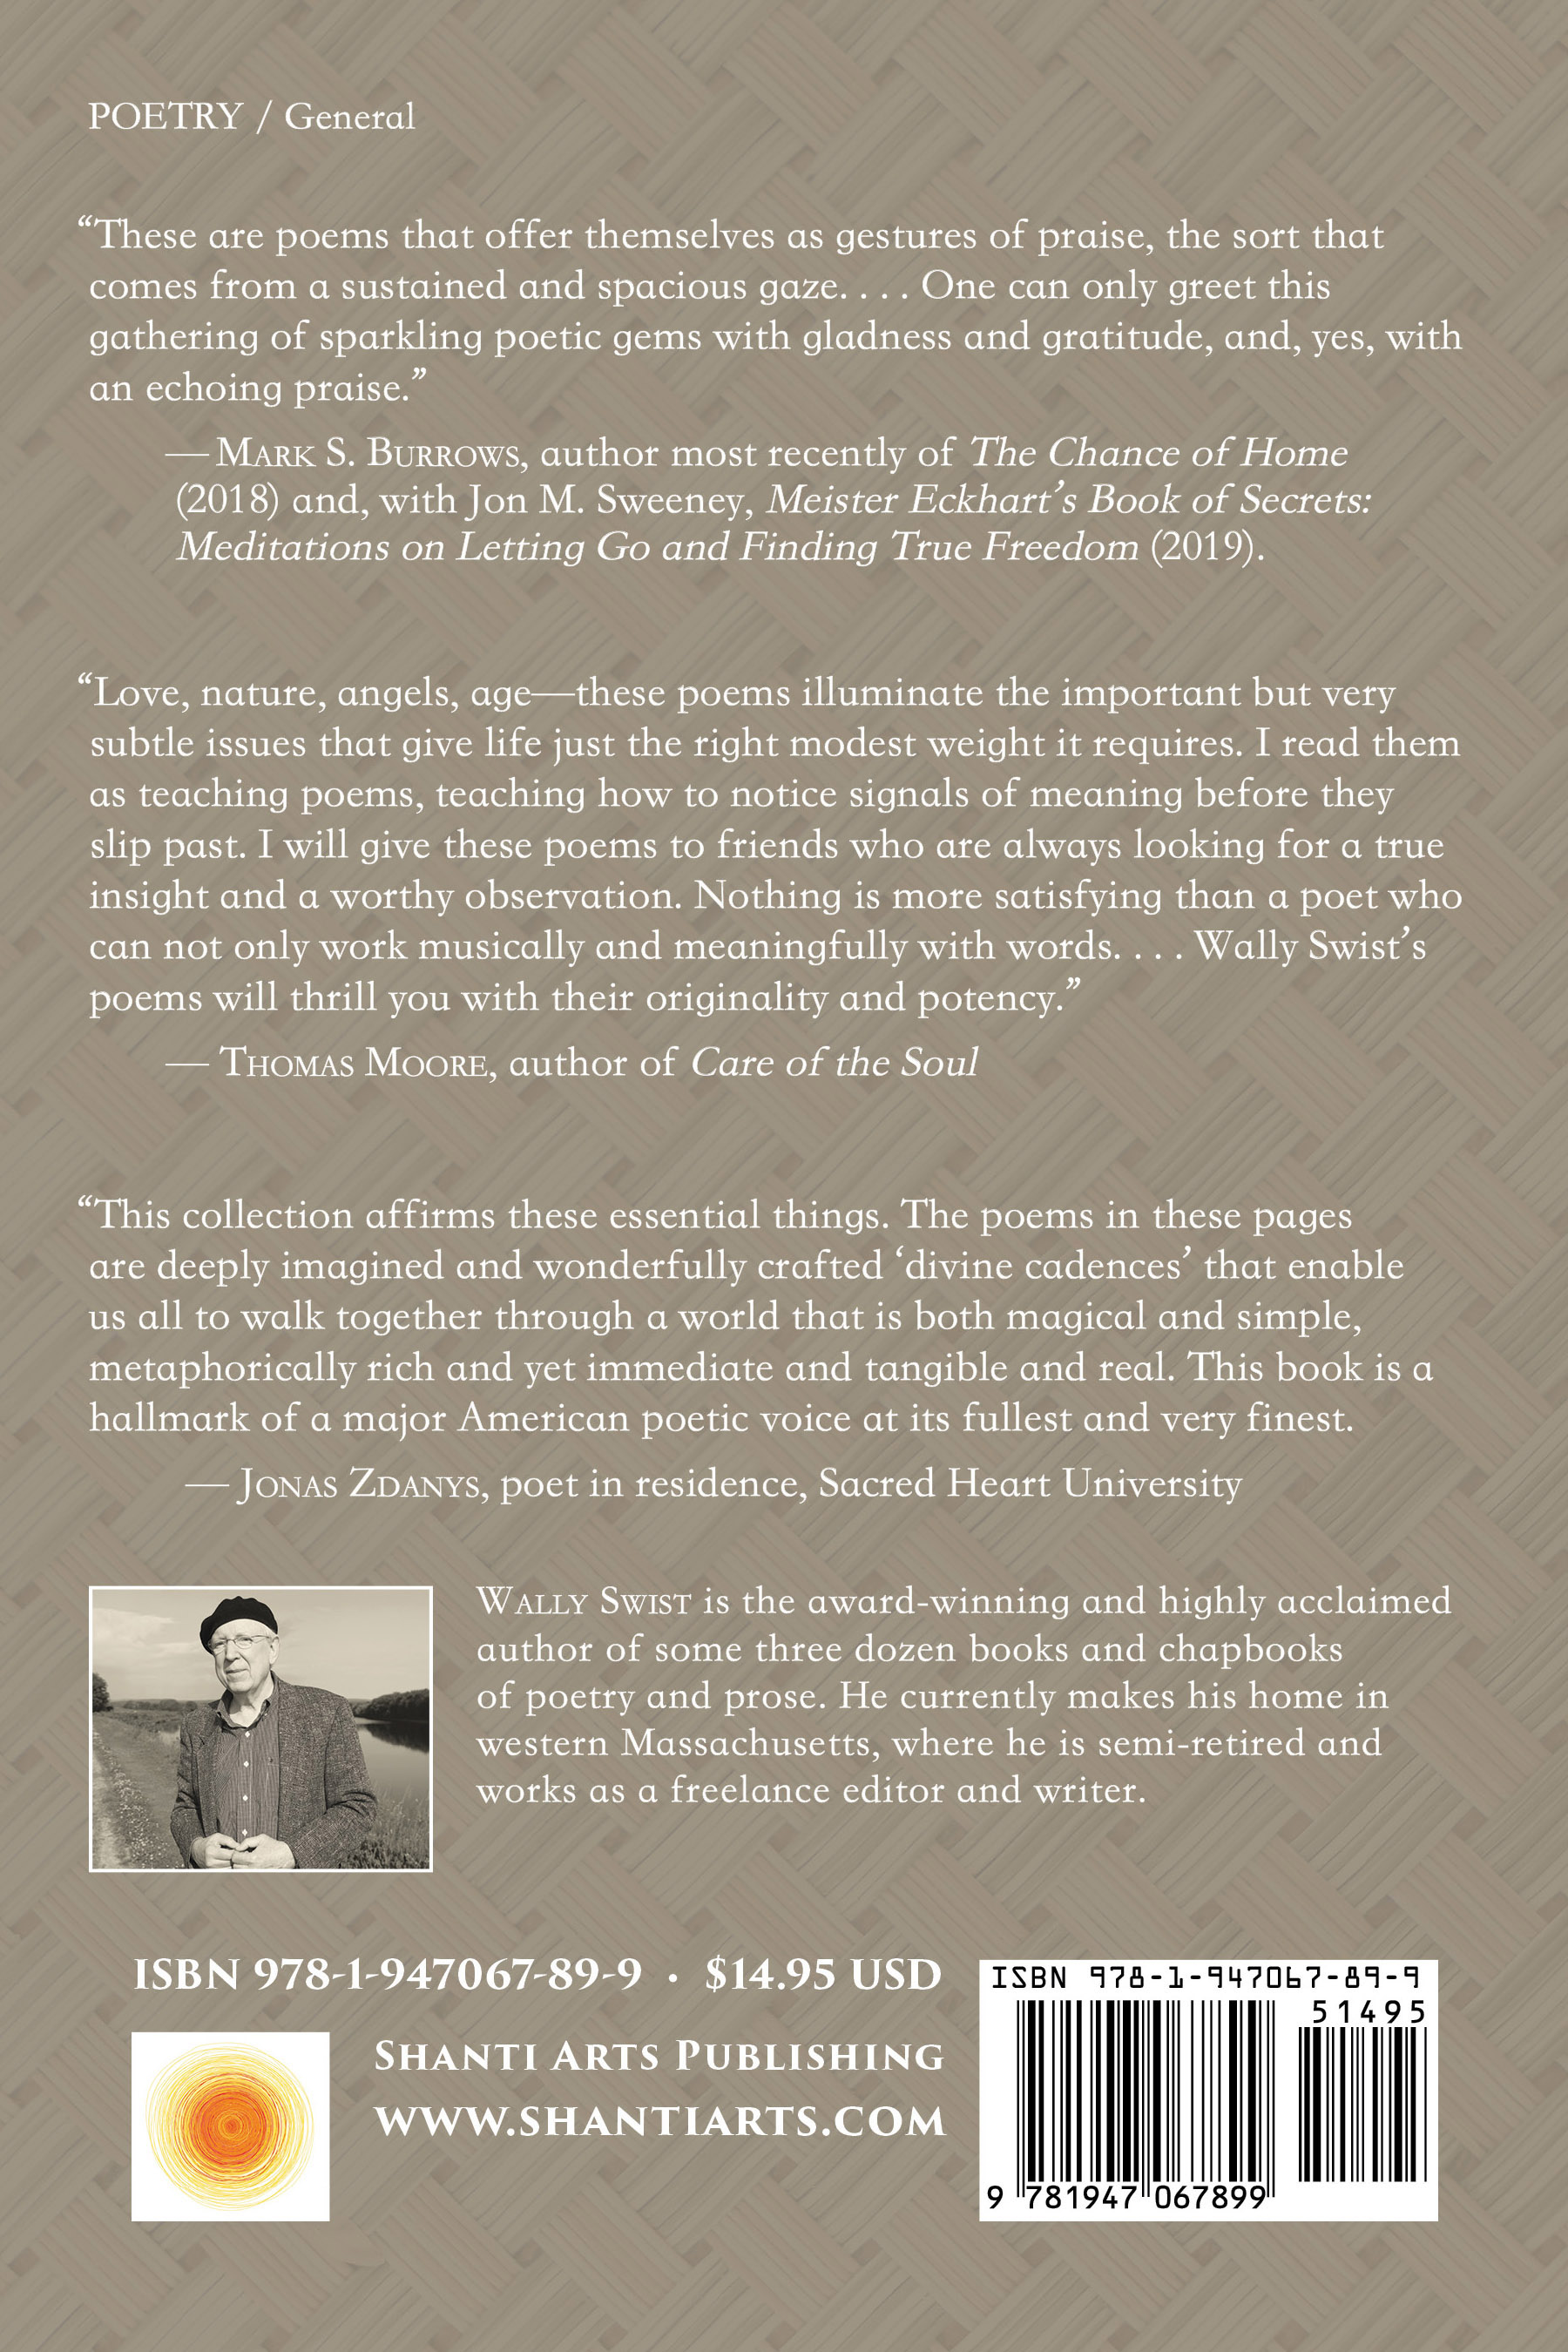 POETRY / General
“These are poems that offer themselves as gestures of praise, the sort that
comes from a sustained and spacious gaze. . . . One can only greet this
gathering of sparkling poetic gems with gladness and gratitude, and, yes, with
an echoing praise.”
— Mark S. Burrows, author most recently of The Chance of Home
(2018) and, with Jon M. Sweeney, Meister Eckhart’s Book of Secrets:
Meditations on Letting Go and Finding True Freedom (2019).
“Love, nature, angels, age—these poems illuminate the important but very
subtle issues that give life just the right modest weight it requires. I read them
as teaching poems, teaching how to notice signals of meaning before they
slip past. I will give these poems to friends who are always looking for a true
insight and a worthy observation. Nothing is more satisfying than a poet who
can not only work musically and meaningfully with words. . . . Wally Swist’s
poems will thrill you with their originality and potency.”
— Thomas Moore, author of Care of the Soul
“This collection affirms these essential things. The poems in these pages
are deeply imagined and wonderfully crafted ‘divine cadences’ that enable
us all to walk together through a world that is both magical and simple,
metaphorically rich and yet immediate and tangible and real. This book is a
hallmark of a major American poetic voice at its fullest and very finest.
— Jonas Zdanys, poet in residence, Sacred Heart University
Wally Swist is the award-winning and highly acclaimed
author of some three dozen books and chapbooks
of poetry and prose. He currently makes his home in
western Massachusetts, where he is semi-retired and
works as a freelance editor and writer.
ISBN 978-1-947067-89-9 · $14.95 USD
Shanti Arts Publishing
www.shantiarts.com
ISBN 978-1-947067-89-9
51495
9 781947 067899